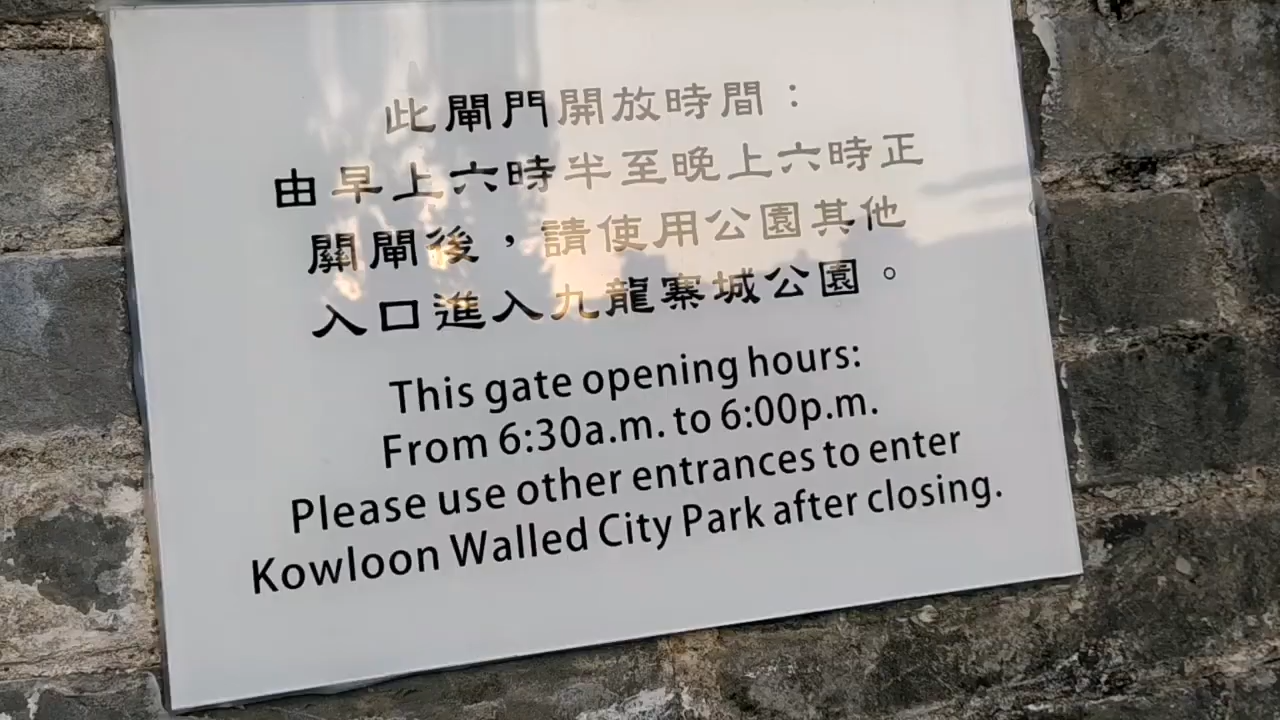 此閘門開放時間：
由早上六時半至晚上六時正
關閘後，請使用公園其他
入口進入九龍寨城公園。
This gate opening hours:
From 6:30a.m. to 6:00p.m.
Please use other entrances to enter
Kowloon Walled City Park after closing.